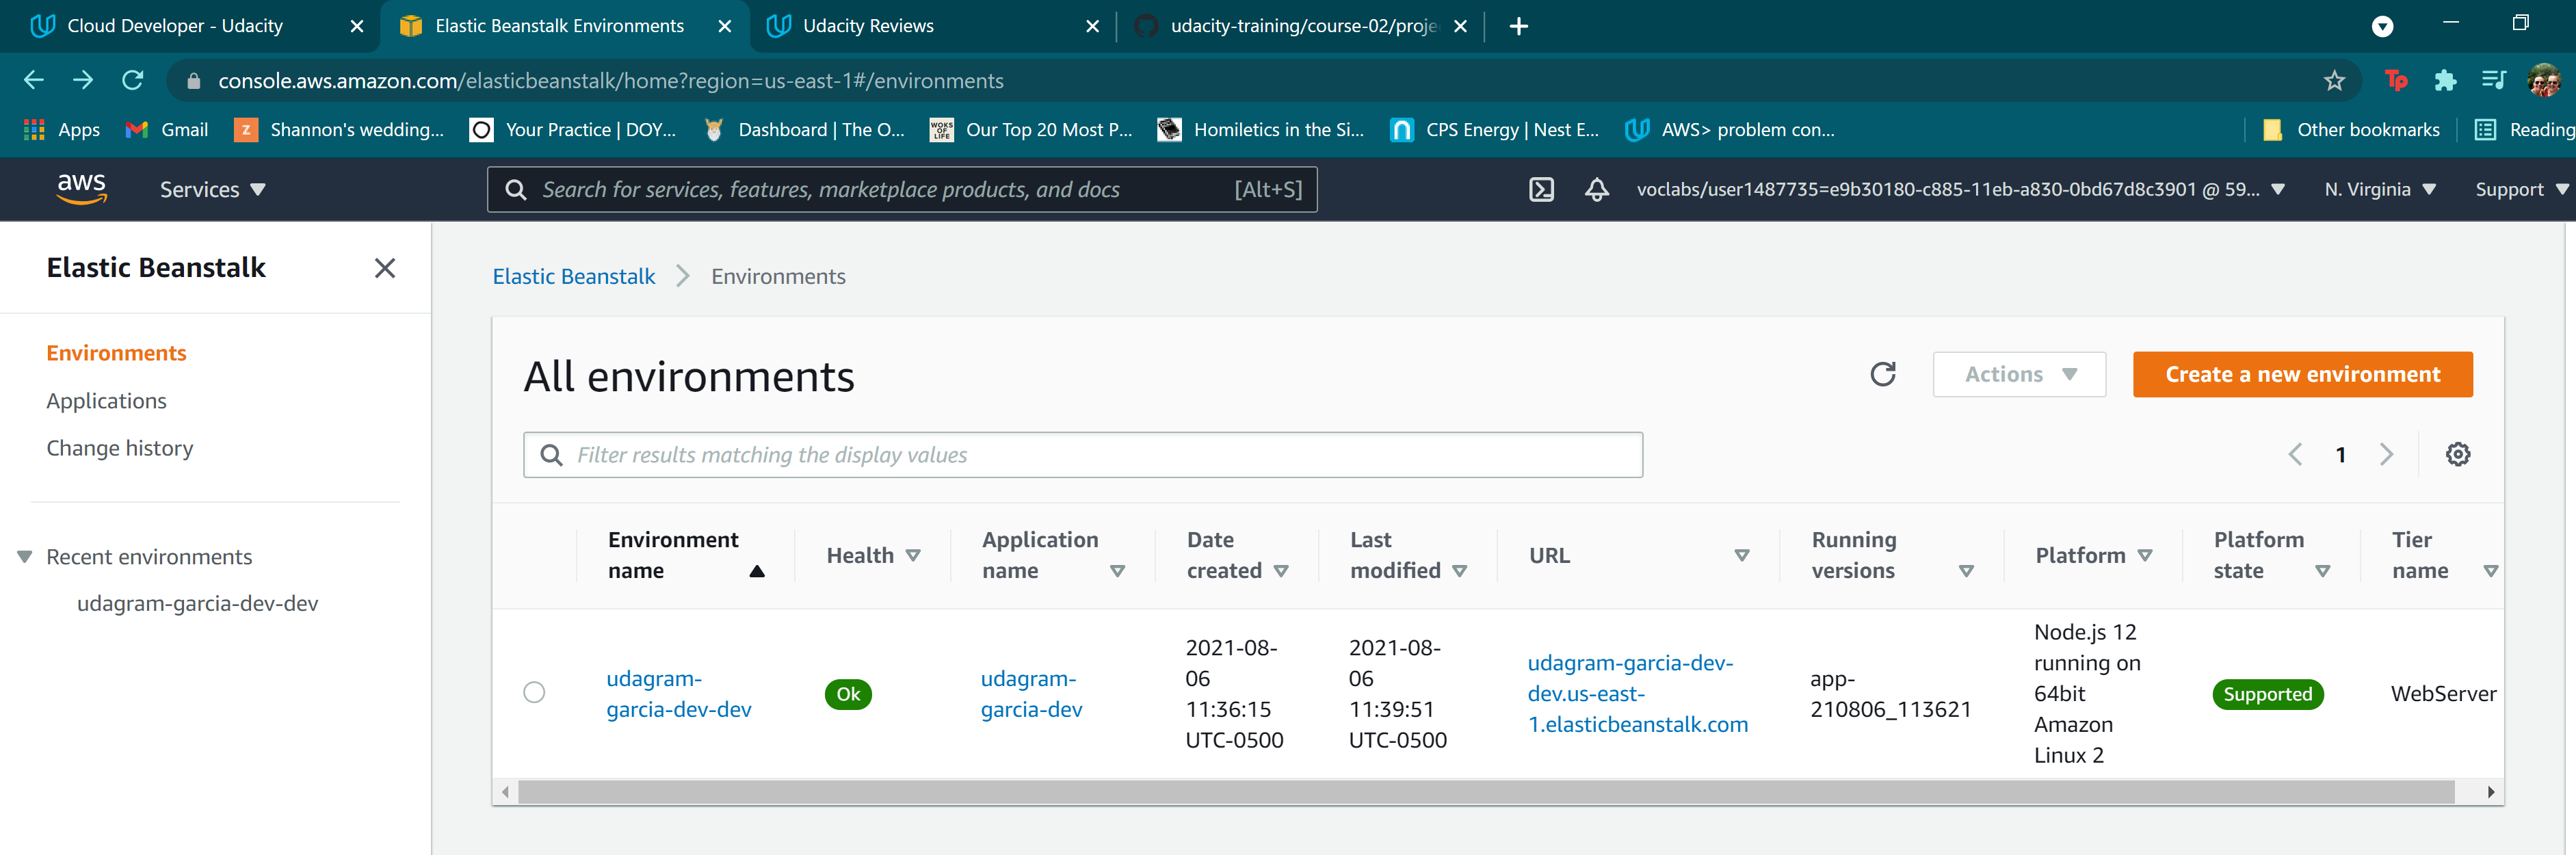 Cloud Developer - Udacity
Elastic Beanstalk Environments
Udacity Reviews
udacity-training/course-02/proje
console.aws.amazon.com/elasticbeanstalk/home?region=us-east-1#/environments
Tp
Apps
Gmail
Z
Shannon's wedding...
Your Practice | DOY...
Dashboard | The O...
WOKS OF LIFE
Our Top 20 Most P...
Homiletics in the Si...
CPS Energy | Nest E...
AWS> problem con...
Other bookmarks
Reading
aws
Services
Search for services, features, marketplace products, and docs
[Alt+S]
voclabs/user1487735=e9b30180-c885-11eb-a830-0bd67d8c3901 @ 59...
N. Virginia
Support
Elastic Beanstalk
Environments
Applications
Change history
Recent environments
udagram-garcia-dev-dev
Elastic Beanstalk
Environments
All environments
Actions
Create a new environment
Filter results matching the display values
1
Environment
name
Health
Application
name
Date
created
Last
modified
URL
Running
versions
Platform
Platform
state
Tier
name
udagram-
garcia-dev-dev
Ok
udagram-
garcia-dev
2021-08-
06
11:36:15
UTC-0500
2021-08-
06
11:39:51
UTC-0500
udagram-garcia-dev-
dev.us-east-
1.elasticbeanstalk.com
app-
210806_113621
Node.js 12
running on
64bit
Amazon
Linux 2
Supported
WebServer